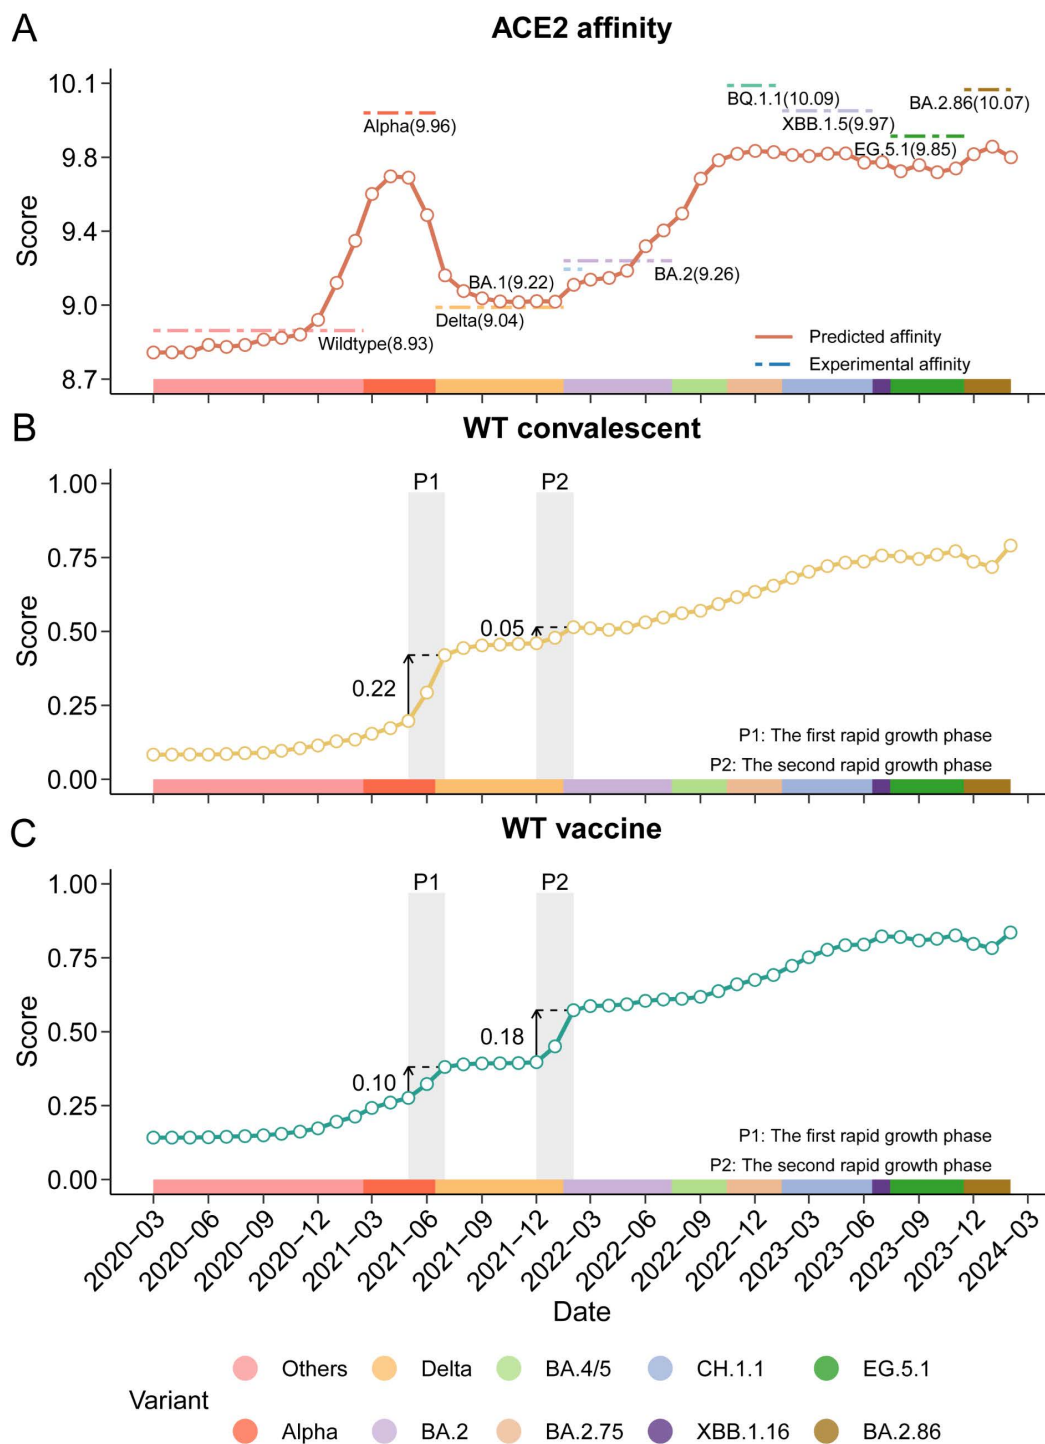 A
ACE2 affinity
10.1
9.8
9.4
9.0
8.7
Score
Alpha(9.96)
BQ.1.1(10.09)
BA.2.86(10.07)
XBB.1.5(9.97)
EG.5.1(9.85)
BA.1(9.22)
BA.2(9.26)
Delta(9.04)
Wildtype(8.93)
Predicted affinity
Experimental affinity
B
WT convalescent
1.00
0.75
0.50
0.25
0.00
Score
P1
P2
0.05
0.22
P1: The first rapid growth phase
P2: The second rapid growth phase
C
WT vaccine
1.00
0.75
0.50
0.25
0.00
Score
P1
P2
0.18
0.10
P1: The first rapid growth phase
P2: The second rapid growth phase
2020−03
2020−06
2020−09
2020−12
2021−03
2021−06
2021−09
2021−12
2022−03
2022−06
2022−09
2022−12
2023−03
2023−06
2023−09
2023−12
2024−03
Date
Variant
Others
Delta
BA.4/5
CH.1.1
EG.5.1
Alpha
BA.2
BA.2.75
XBB.1.16
BA.2.86